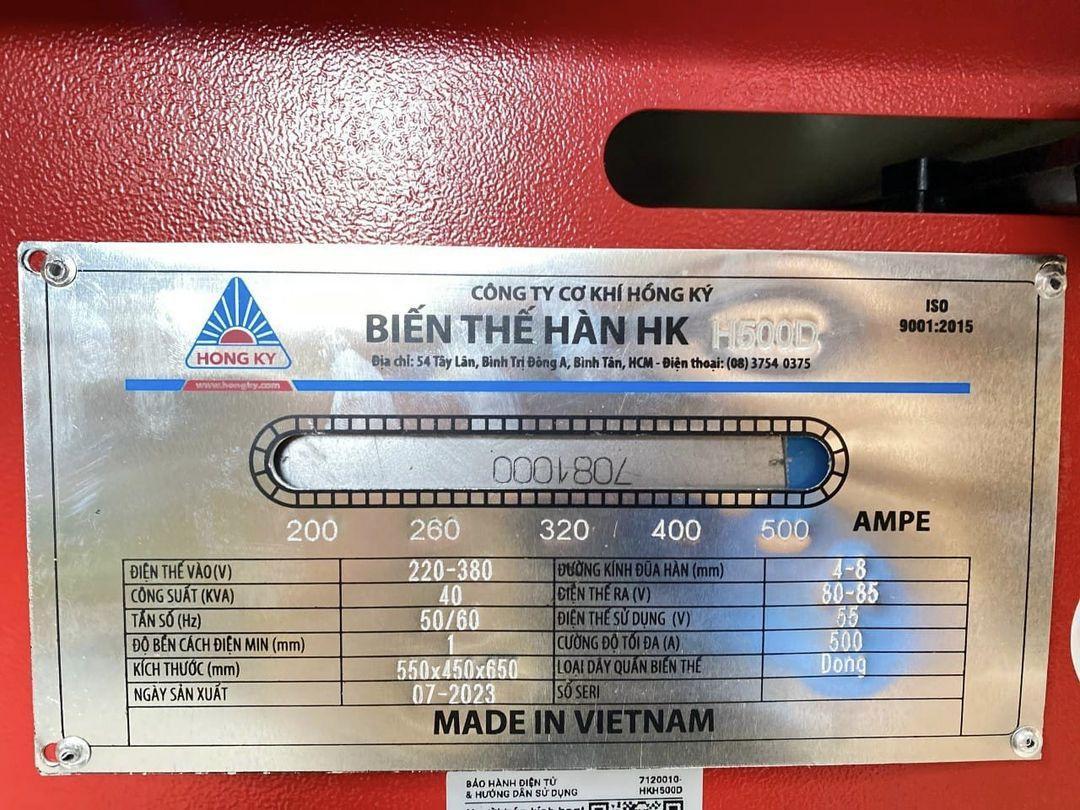 CÔNG TY CƠ KHÍ HỒNG KÝ
BIẾN THẾ HÀN HK H500D
ISO
9001:2015
HONG KY
Địa chỉ: 54 Tây Lân, Bình Trị Đông A, Bình Tân, HCM - Điện thoại: (08) 3754 0375
www.hongky.com
7081000
200 260 320 400 500 AMPE
ĐIỆN THẾ VÀO (V) 220-380 ĐƯỜNG KÍNH ĐŨA HÀN (mm) 4-8
CÔNG SUẤT (KVA) 40 ĐIỆN THẾ RA (V) 80-85
TẦN SỐ (Hz) 50/60 ĐIỆN THẾ SỬ DỤNG (V) 55
ĐỘ BỀN CÁCH ĐIỆN MIN (mm) 1 CƯỜNG ĐỘ TỐI ĐA (A) 500
KÍCH THƯỚC (mm) 550x450x650 LOẠI DÂY QUẤN BIẾN THẾ Dong
NGÀY SẢN XUẤT 07-2023 SỐ SERI
MADE IN VIETNAM
BẢO HÀNH ĐIỆN TỬ 7120010-
& HƯỚNG DẪN SỬ DỤNG HKH500D